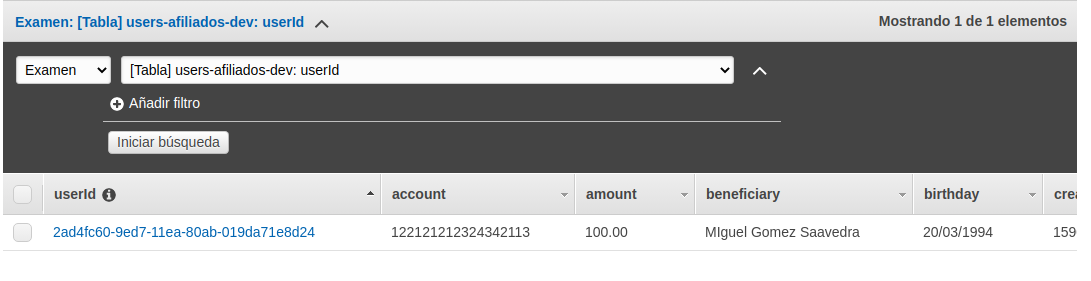 Examen: [Tabla] users-afiliados-dev: userId
Mostrando 1 de 1 elementos
Examen
[Tabla] users-afiliados-dev: userId
Añadir filtro
Iniciar búsqueda
userId account amount beneficiary birthday crea
2ad4fc60-9ed7-11ea-80ab-019da71e8d24 122121212324342113 100.00 MIguel Gomez Saavedra 20/03/1994 159